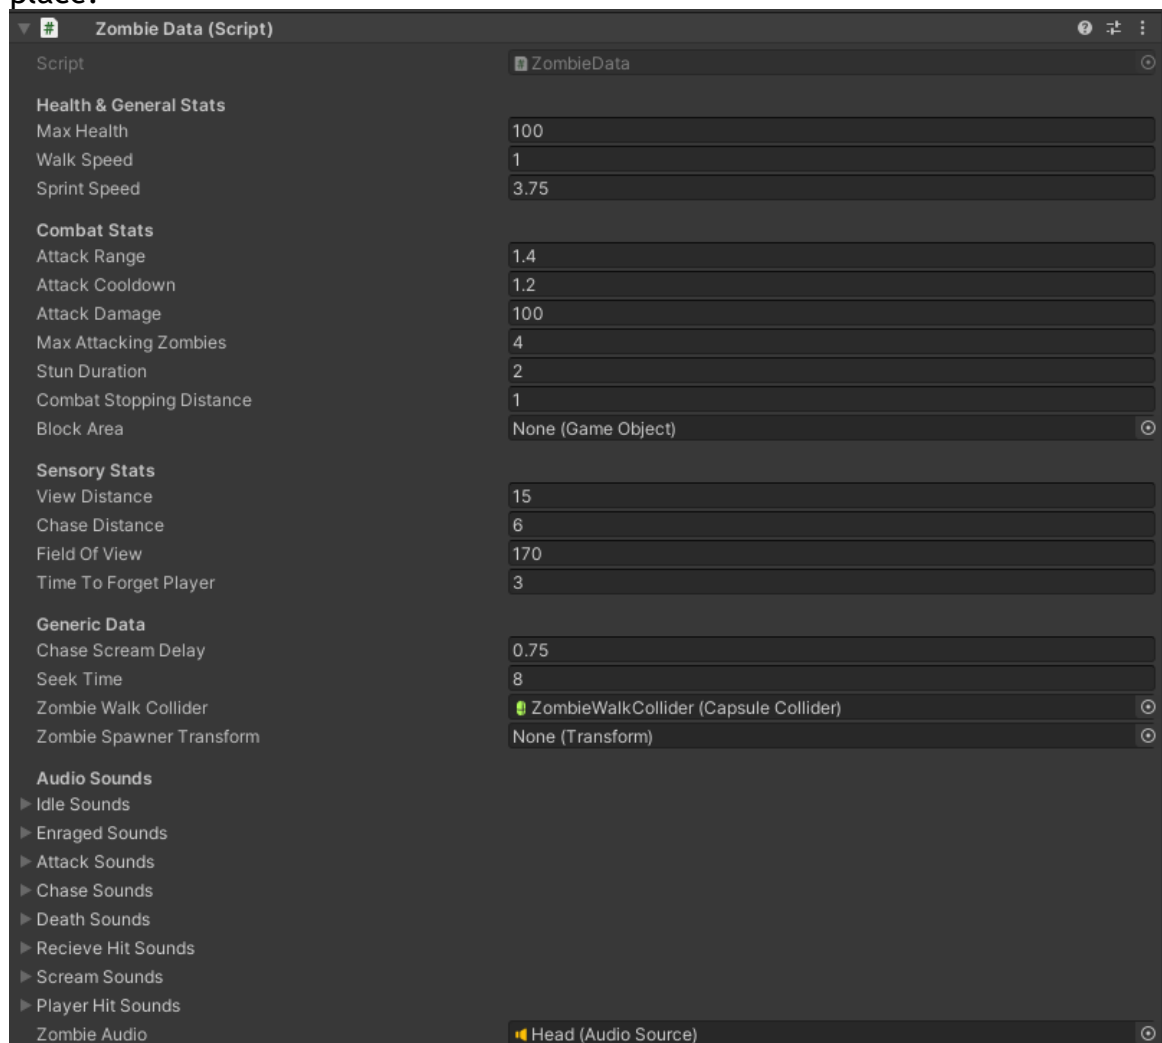 place.
Zombie Data (Script)
Script ZombieData
Health & General Stats
Max Health 100
Walk Speed 1
Sprint Speed 3.75
Combat Stats
Attack Range 1.4
Attack Cooldown 1.2
Attack Damage 100
Max Attacking Zombies 4
Stun Duration 2
Combat Stopping Distance 1
Block Area None (Game Object)
Sensory Stats
View Distance 15
Chase Distance 6
Field Of View 170
Time To Forget Player 3
Generic Data
Chase Scream Delay 0.75
Seek Time 8
Zombie Walk Collider ZombieWalkCollider (Capsule Collider)
Zombie Spawner Transform None (Transform)
Audio Sounds
Idle Sounds
Enraged Sounds
Attack Sounds
Chase Sounds
Death Sounds
Recieve Hit Sounds
Scream Sounds
Player Hit Sounds
Zombie Audio Head (Audio Source)